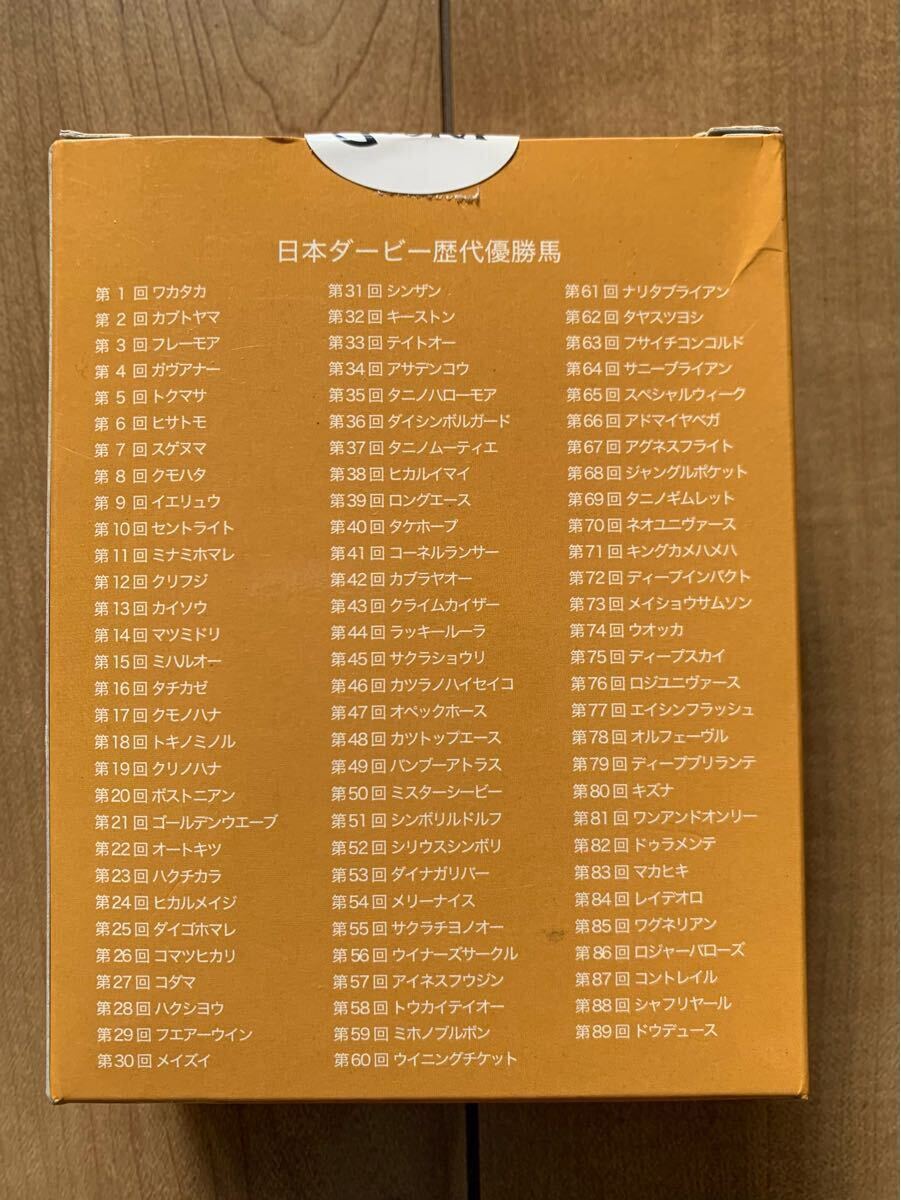 日本ダービー歴代優勝馬
第 1 回 ワカタカ
第 2 回 カブトヤマ
第 3 回 フレーモア
第 4 回 ガヴアナー
第 5 回 トクマサ
第 6 回 ヒサトモ
第 7 回 スゲヌマ
第 8 回 クモハタ
第 9 回 イエリュウ
第10回 セントライト
第11回 ミナミホマレ
第12回 クリフジ
第13回 カイソウ
第14回 マツミドリ
第15回 ミハルオー
第16回 タチカゼ
第17回 クモノハナ
第18回 トキノミノル
第19回 クリノハナ
第20回 ボストニアン
第21回 ゴールデンウエーブ
第22回 オートキツ
第23回 ハクチカラ
第24回 ヒカルメイジ
第25回 ダイゴホマレ
第26回 コマツヒカリ
第27回 コダマ
第28回 ハクシヨウ
第29回 フエアーウイン
第30回 メイズイ
第31回 シンザン
第32回 キーストン
第33回 テイトオー
第34回 アサデンコウ
第35回 タニノハローモア
第36回 ダイシンボルガード
第37回 タニノムーティエ
第38回 ヒカルイマイ
第39回 ロングエース
第40回 タケホープ
第41回 コーネルランサー
第42回 カブラヤオー
第43回 クライムカイザー
第44回 ラッキールーラ
第45回 サクラショウリ
第46回 カツラノハイセイコ
第47回 オペックホース
第48回 カツトップエース
第49回 バンブーアトラス
第50回 ミスターシービー
第51回 シンボリルドルフ
第52回 シリウスシンボリ
第53回 ダイナガリバー
第54回 メリーナイス
第55回 サクラチヨノオー
第56回 ウイナーズサークル
第57回 アイネスフウジン
第58回 トウカイテイオー
第59回 ミホノブルボン
第60回 ウイニングチケット
第61回 ナリタブライアン
第62回 タヤスツヨシ
第63回 フサイチコンコルド
第64回 サニーブライアン
第65回 スペシャルウィーク
第66回 アドマイヤベガ
第67回 アグネスフライト
第68回 ジャングルポケット
第69回 タニノギムレット
第70回 ネオユニヴァース
第71回 キングカメハメハ
第72回 ディープインパクト
第73回 メイショウサムソン
第74回 ウオッカ
第75回 ディープスカイ
第76回 ロジユニヴァース
第77回 エイシンフラッシュ
第78回 オルフェーヴル
第79回 ディープブリランテ
第80回 キズナ
第81回 ワンアンドオンリー
第82回 ドゥラメンテ
第83回 マカヒキ
第84回 レイデオロ
第85回 ワグネリアン
第86回 ロジャーバローズ
第87回 コントレイル
第88回 シャフリヤール
第89回 ドウデュース